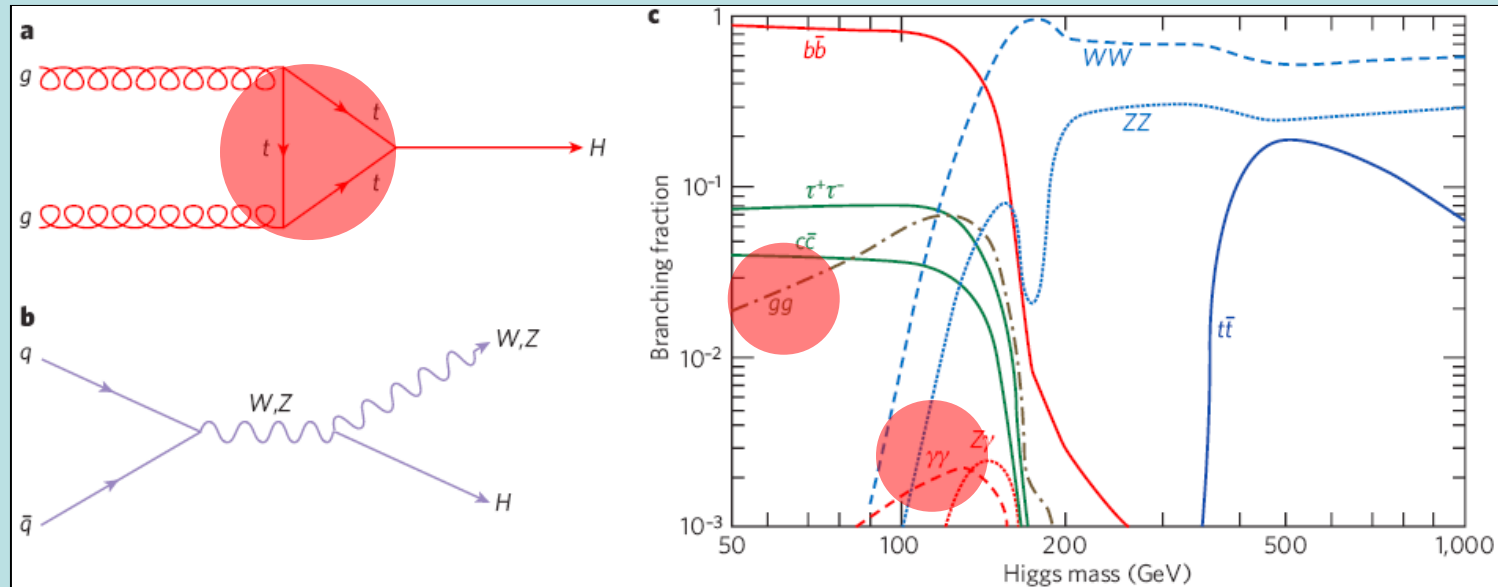 a
g
t
t
t
H
g
b
q
W,Z
W,Z
q̄
H
c
Branching fraction
1
10⁻¹
10⁻²
10⁻³
bb̄
WW
ZZ
τ⁺τ⁻
cc̄
gg
tt̄
γγ
Zγ
50
100
200
500
1,000
Higgs mass (GeV)